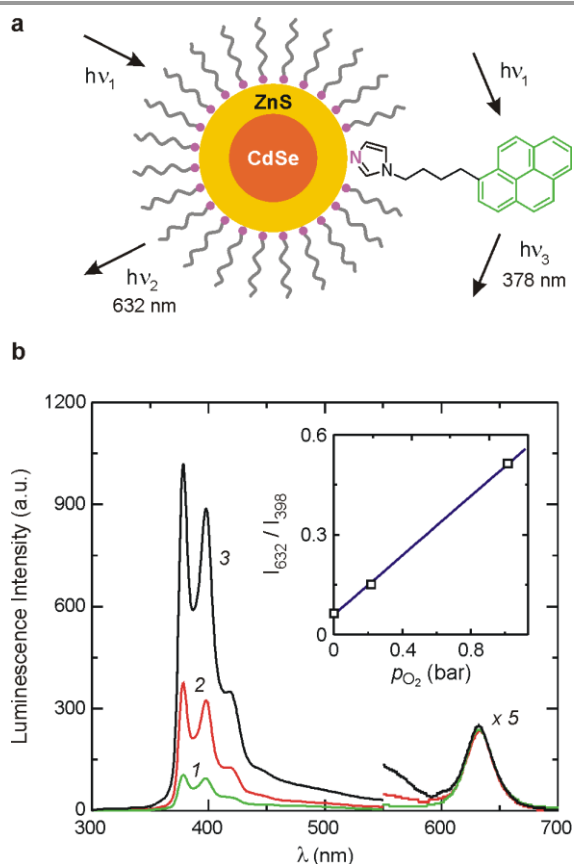 a
hν₁
hν₁
ZnS
CdSe
N
N
hν₂
632 nm
hν₃
378 nm
b
1200
900
600
300
0
Luminescence Intensity (a.u.)
300
400
500
600
700
λ (nm)
1
2
3
x 5
0.6
0.3
0
I₆₃₂ / I₃₉₈
0
0.4
0.8
pO₂ (bar)